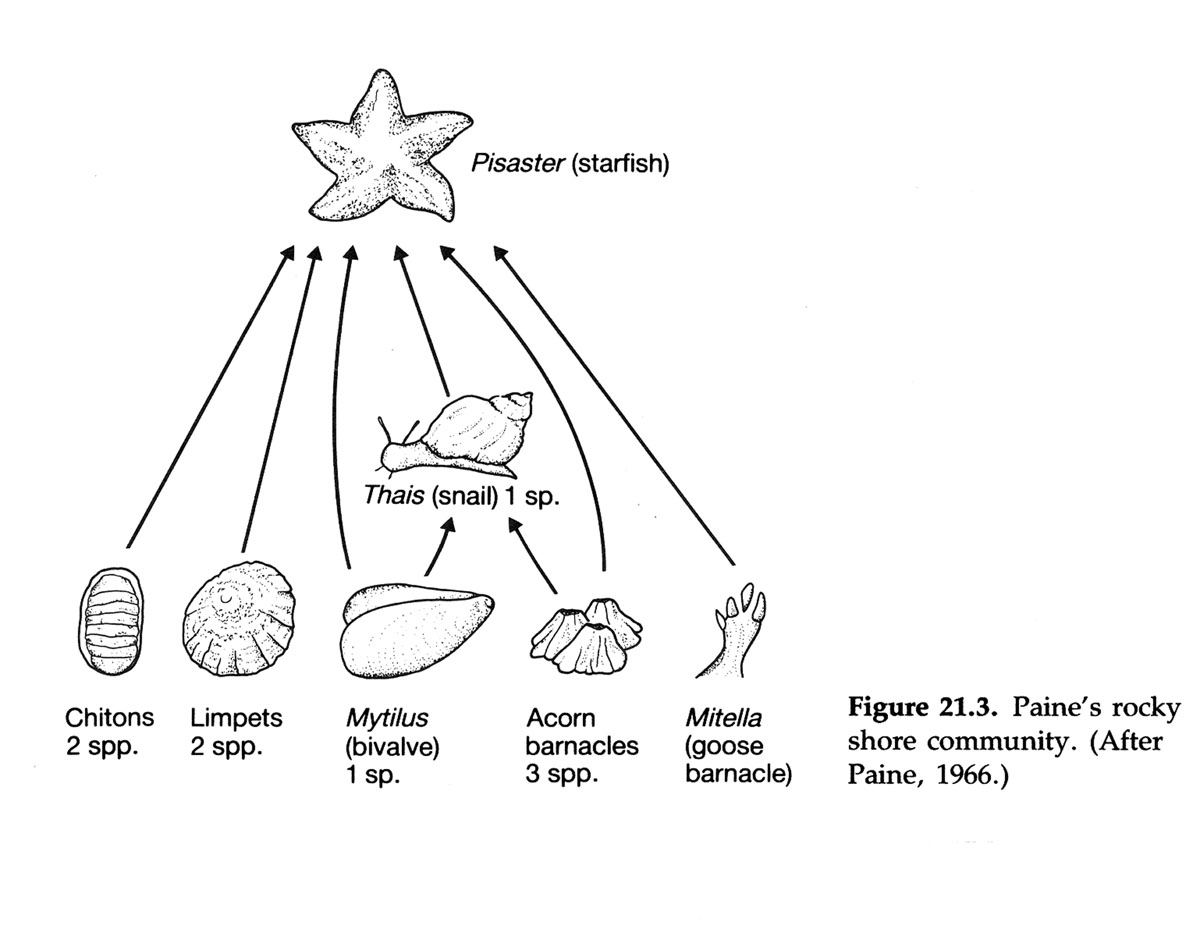 Pisaster (starfish)
Thais (snail) 1 sp.
Chitons
2 spp.
Limpets
2 spp.
Mytilus
(bivalve)
1 sp.
Acorn
barnacles
3 spp.
Mitella
(goose
barnacle)
Figure 21.3. Paine's rocky
shore community. (After
Paine, 1966.)